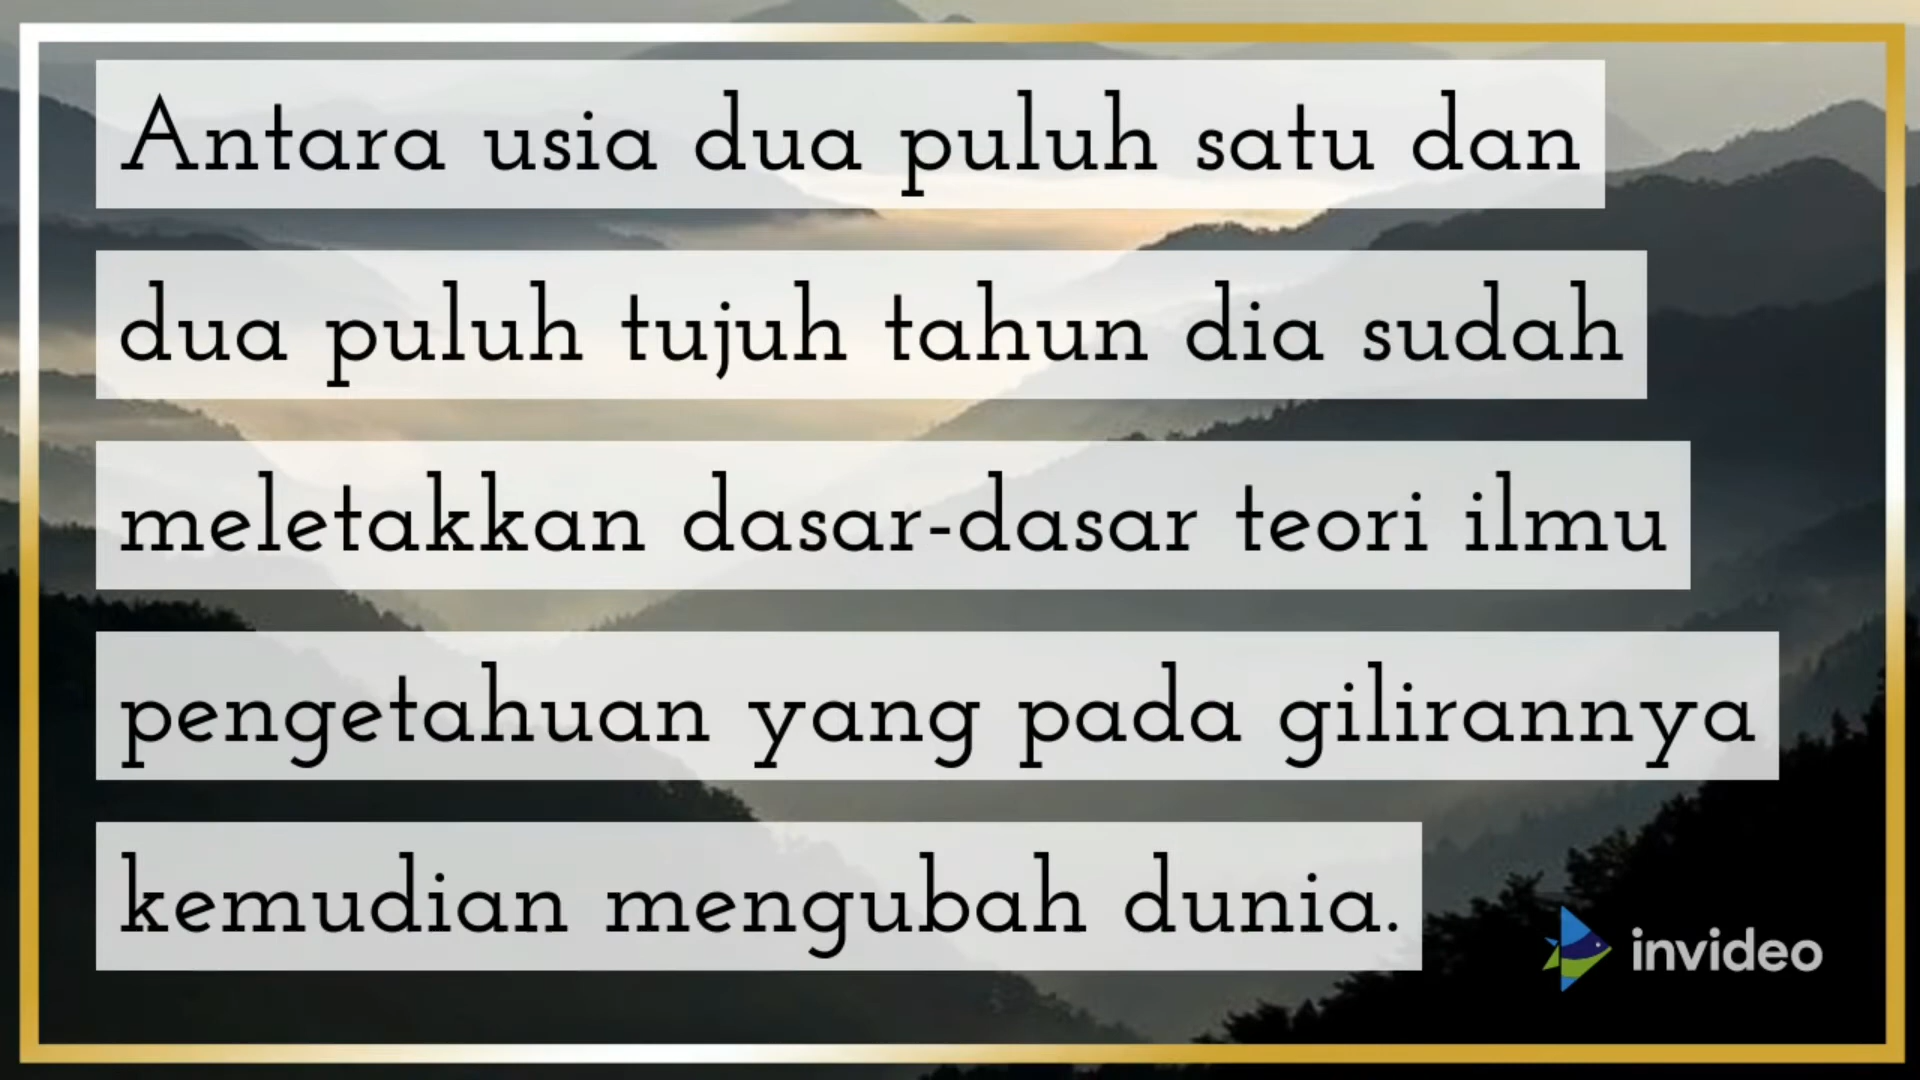 Antara usia dua puluh satu dan
dua puluh tujuh tahun dia sudah
meletakkan dasar-dasar teori ilmu
pengetahuan yang pada gilirannya
kemudian mengubah dunia.
invideo